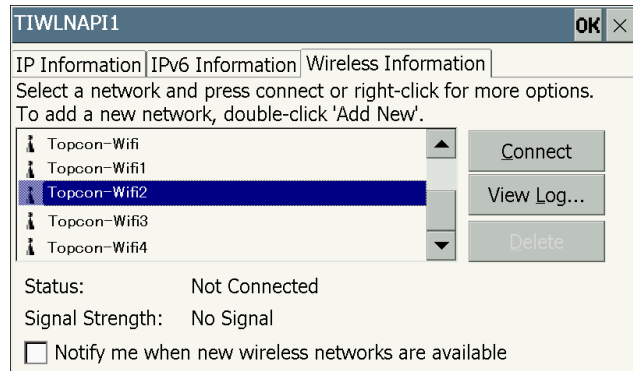 TIWLNAPI1 OK ×
IP Information IPv6 Information Wireless Information
Select a network and press connect or right-click for more options.
To add a new network, double-click 'Add New'.
Topcon-Wifi
Topcon-Wifi1
Topcon-Wifi2
Topcon-Wifi3
Topcon-Wifi4
Connect
View Log...
Delete
Status: Not Connected
Signal Strength: No Signal
Notify me when new wireless networks are available